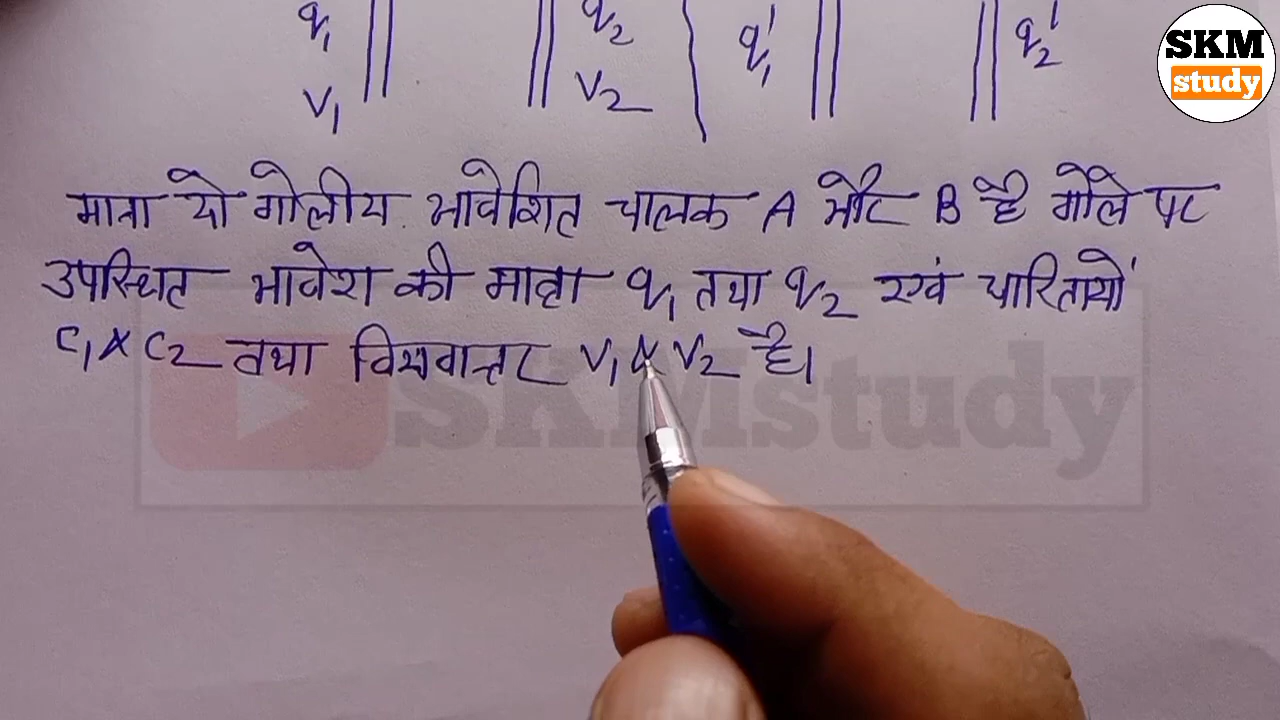 q₁ q₂ q₁' q₂'
V₁ V₂
SKM
study
माना दो गोलीय आवेशित चालक A और B है गोले पर
उपस्थित आवेश की मात्रा q₁ तथा q₂ एवं धारितायों
C₁ & C₂ तथा विभवान्तर V₁ & V₂ है।
SKMstudy